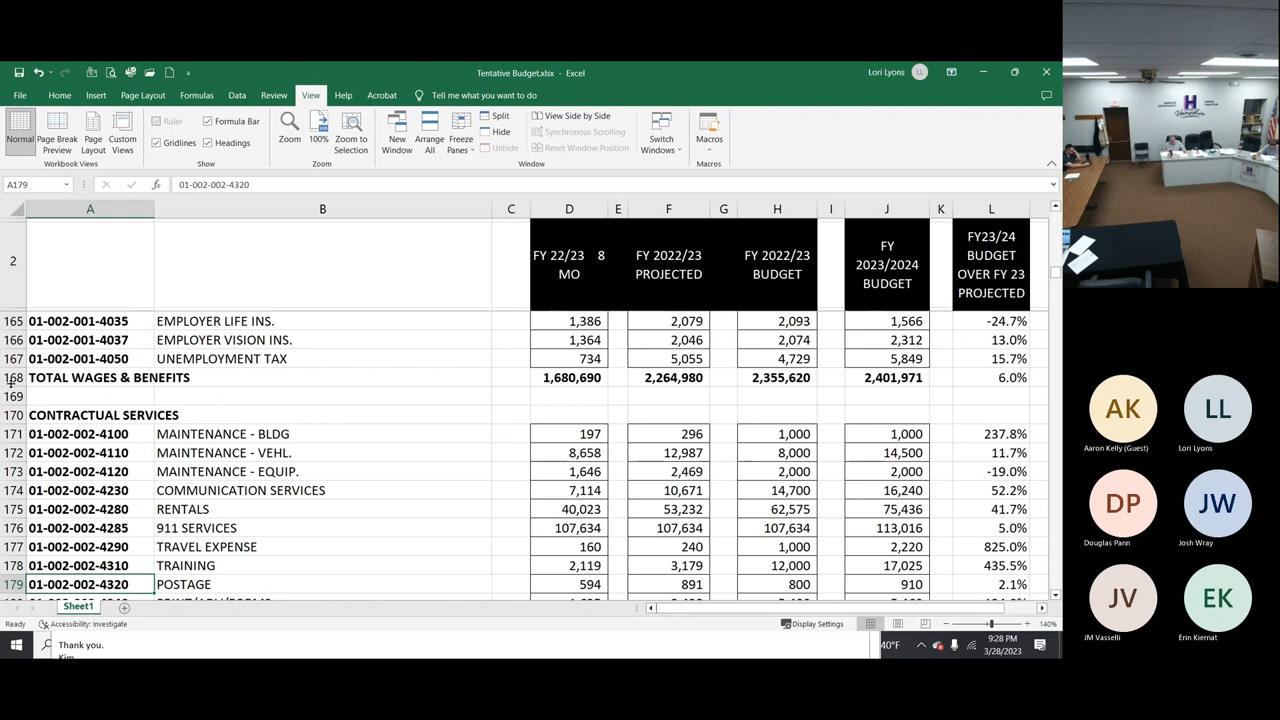 Tentative Budget.xlsx - Excel
Lori Lyons LL
File Home Insert Page Layout Formulas Data Review View Help Acrobat Tell me what you want to do
Normal Page Break Preview Page Layout Custom Views
Workbook Views
Ruler Formula Bar
Gridlines Headings
Show
Zoom 100% Zoom to Selection
Zoom
New Window Arrange All Freeze Panes
Split
Hide
Unhide
View Side by Side
Synchronous Scrolling
Reset Window Position
Window
Switch Windows
Macros
Macros
A179 fx 01-002-002-4320
A B C D E F G H I J K L
2 FY 22/23 8 MO FY 2022/23 PROJECTED FY 2022/23 BUDGET FY 2023/2024 BUDGET FY23/24 BUDGET OVER FY 23 PROJECTED
165 01-002-001-4035 EMPLOYER LIFE INS. 1,386 2,079 2,093 1,566 -24.7%
166 01-002-001-4037 EMPLOYER VISION INS. 1,364 2,046 2,074 2,312 13.0%
167 01-002-001-4050 UNEMPLOYMENT TAX 734 5,055 4,729 5,849 15.7%
168 TOTAL WAGES & BENEFITS 1,680,690 2,264,980 2,355,620 2,401,971 6.0%
169
170 CONTRACTUAL SERVICES
171 01-002-002-4100 MAINTENANCE - BLDG 197 296 1,000 1,000 237.8%
172 01-002-002-4110 MAINTENANCE - VEHL. 8,658 12,987 8,000 14,500 11.7%
173 01-002-002-4120 MAINTENANCE - EQUIP. 1,646 2,469 2,000 2,000 -19.0%
174 01-002-002-4230 COMMUNICATION SERVICES 7,114 10,671 14,700 16,240 52.2%
175 01-002-002-4280 RENTALS 40,023 53,232 62,575 75,436 41.7%
176 01-002-002-4285 911 SERVICES 107,634 107,634 107,634 113,016 5.0%
177 01-002-002-4290 TRAVEL EXPENSE 160 240 1,000 2,220 825.0%
178 01-002-002-4310 TRAINING 2,119 3,179 12,000 17,025 435.5%
179 01-002-002-4320 POSTAGE 594 891 800 910 2.1%
Sheet1
Ready Accessibility: Investigate Display Settings 140%
Thank you.
Kim
40°F
9:28 PM
3/28/2023
H
AK LL
Aaron Kelly (Guest) Lori Lyons
DP JW
Douglas Pann Josh Wray
JV EK
JM Vasselli Erin Kiernat